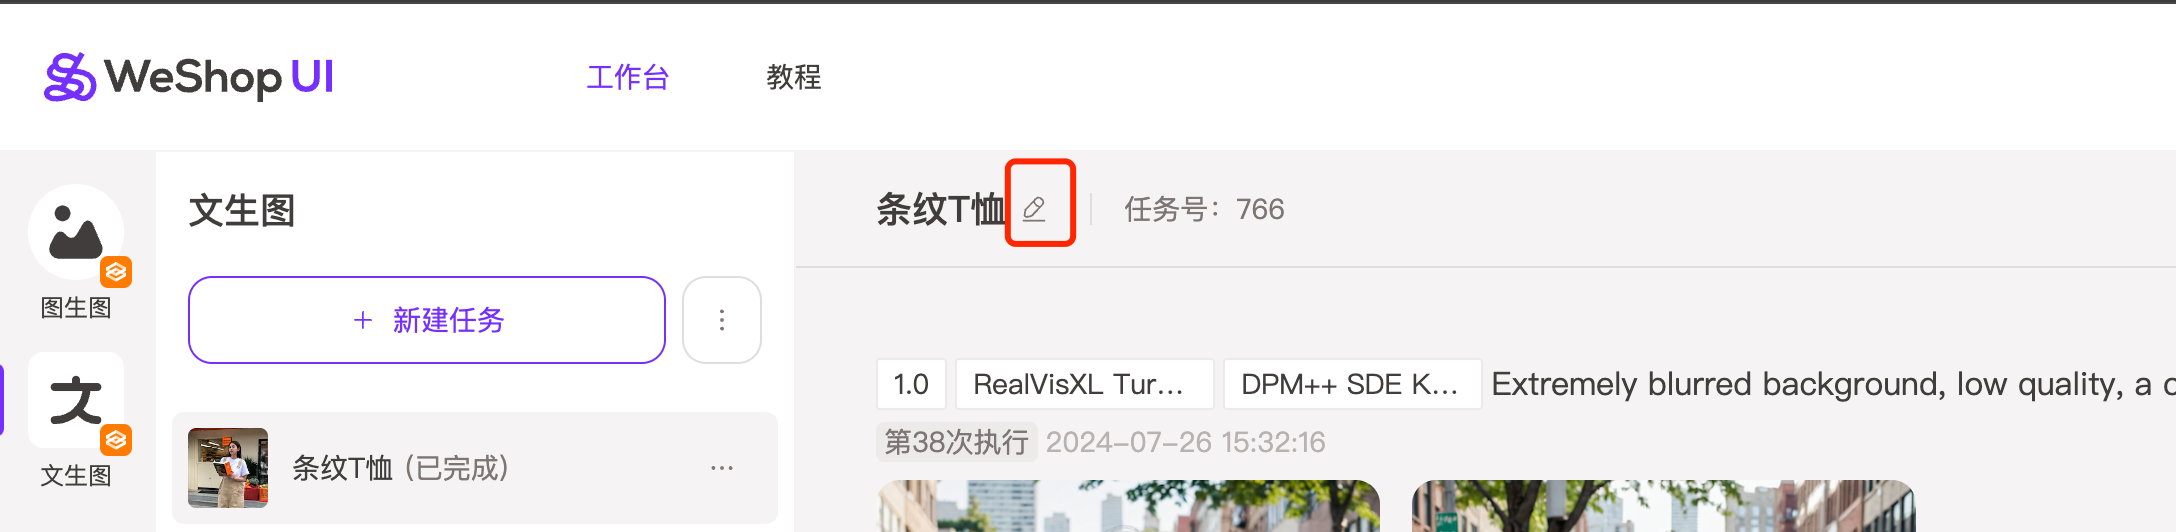 WeShop UI
工作台
教程
图生图
文生图
文生图
+ 新建任务
条纹T恤 (已完成)
条纹T恤
任务号：766
1.0
RealVisXL Tur...
DPM++ SDE K...
Extremely blurred background, low quality, a
第38次执行 2024-07-26 15:32:16